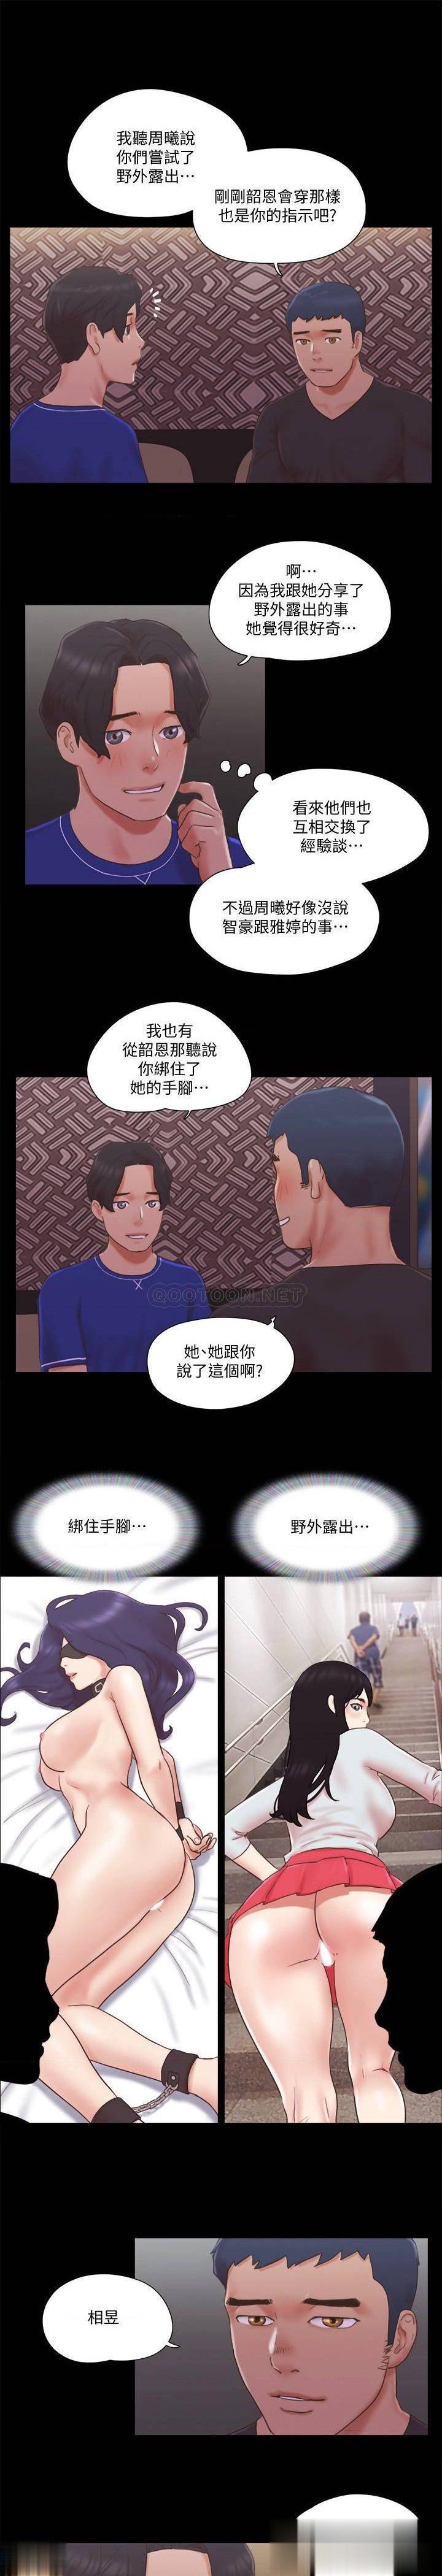 我聽周曦說
你們嘗試了
野外露出…
剛剛韶恩會穿那樣
也是你的指示吧?
啊…
因為我跟她分享了
野外露出的事
她覺得很好奇…
看來他們也
互相交換了
經驗談…
不過周曦好像沒說
智豪跟雅婷的事…
我也有
從韶恩那聽說
你綁住了
她的手腳…
QOOTOON.NET
她、她跟你
說了這個啊?
綁住手腳…
野外露出…
相昱